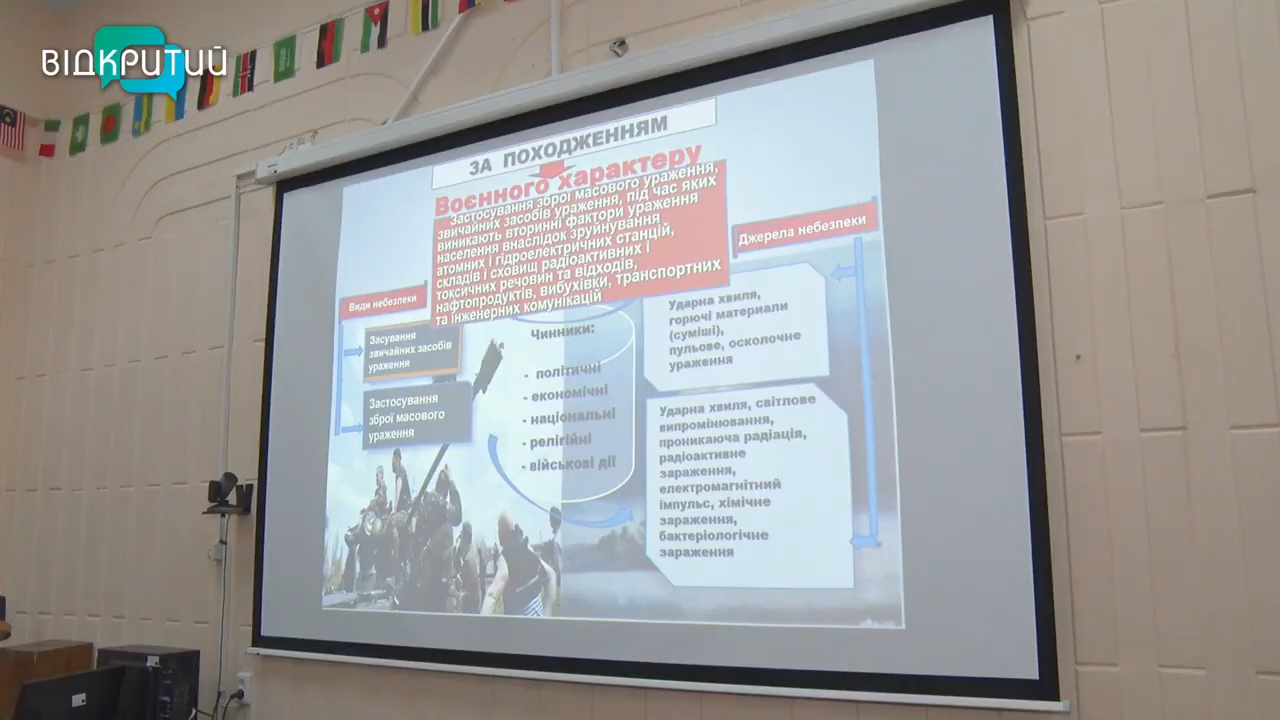 ВІДКРИТИЙ
ЗА ПОХОДЖЕННЯМ
Воєнного характеру
Застосування зброї масового ураження,
звичайних засобів ураження, під час яких
виникають вторинні фактори ураження
населення внаслідок зруйнування
атомних і гідроелектричних станцій,
складів і сховищ радіоактивних і
токсичних речовин та відходів,
нафтопродуктів, вибухівки, транспортних
та інженерних комунікацій
Види небезпеки
Засування
звичайних засобів
ураження
Застосування
зброї масового
ураження
Чинники:
- політичні
- економічні
- національні
- релігійні
- військові дії
Джерела небезпеки
Ударна хвиля,
горючі материали
(суміші),
пульове, осколочне
ураження
Ударна хвиля, світлове
випромінювання,
проникаюча радіація,
радіоактивне
зараження,
електромагнітний
імпульс, хімічне
зараження,
бактеріологічне
зараження